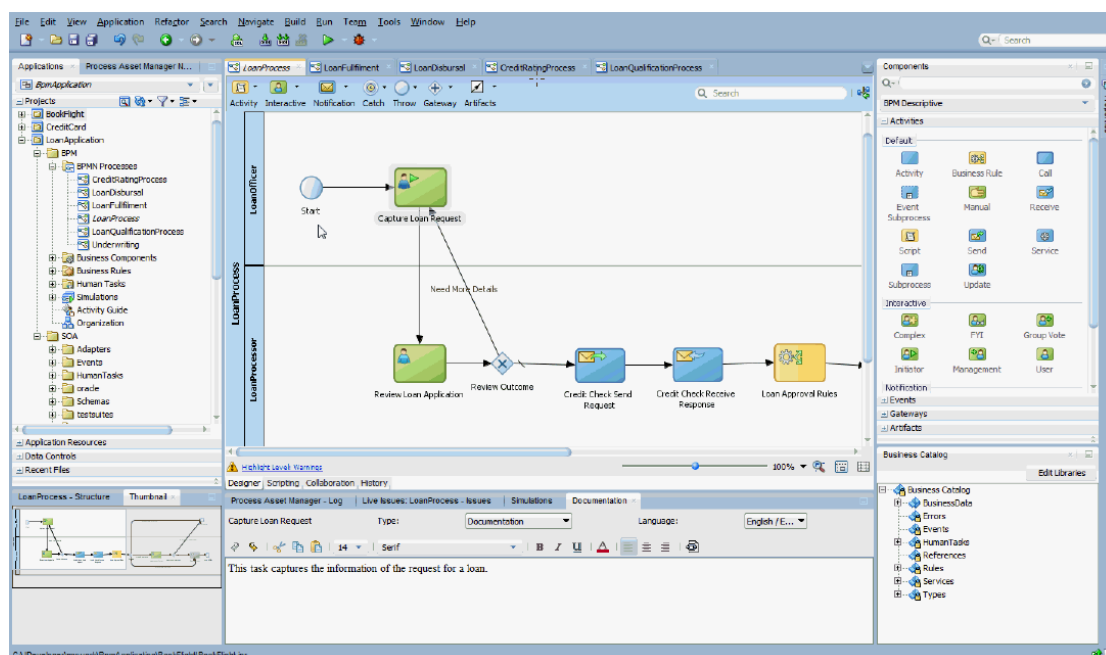 File Edit View Application Refactor Search Navigate Build Run Team Tools Window Help
Search
Applications Process Asset Manager N...
BpmApplication
Projects
BookFlight
CreditCard
LoanApplication
BPM
BPMN Processes
CreditRatingProcess
LoanDisbursal
LoanFullfilment
LoanProcess
LoanQualificationProcess
Underwriting
Business Components
Business Rules
Human Tasks
Simulations
Activity Guide
Organization
SOA
Adapters
Events
HumanTasks
oracle
Schemas
testsuites
Application Resources
Data Controls
Recent Files
LoanProcess - Structure Thumbnail
LoanProcess LoanFullfilment LoanDisbursal CreditRatingProcess LoanQualificationProcess
Activity Interactive Notification Catch Throw Gateway Artifacts
Search
LoanProcess
LoanOfficer
Start
Capture Loan Request
Need More Details
LoanProcessor
Review Loan Application
Review Outcome
Credit Check Send Request
Credit Check Receive Response
Loan Approval Rules
Highlight Level: Warnings
100%
Designer Scripting Collaboration History
Process Asset Manager - Log Live Issues: LoanProcess - Issues Simulations Documentation
Capture Loan Request Type: Documentation Language: English / E...
14 Serif B I U A
This task captures the information of the request for a loan.
Components
BPM Descriptive
Activities
Default
Activity Business Rule Call
Event Subprocess Manual Receive
Script Send Service
Subprocess Update
Interactive
Complex FYI Group Vote
Initiator Management User
Notification
Events
Gateways
Artifacts
Business Catalog
Edit Libraries
Business Catalog
BusinessData
Errors
Events
HumanTasks
References
Rules
Services
Types